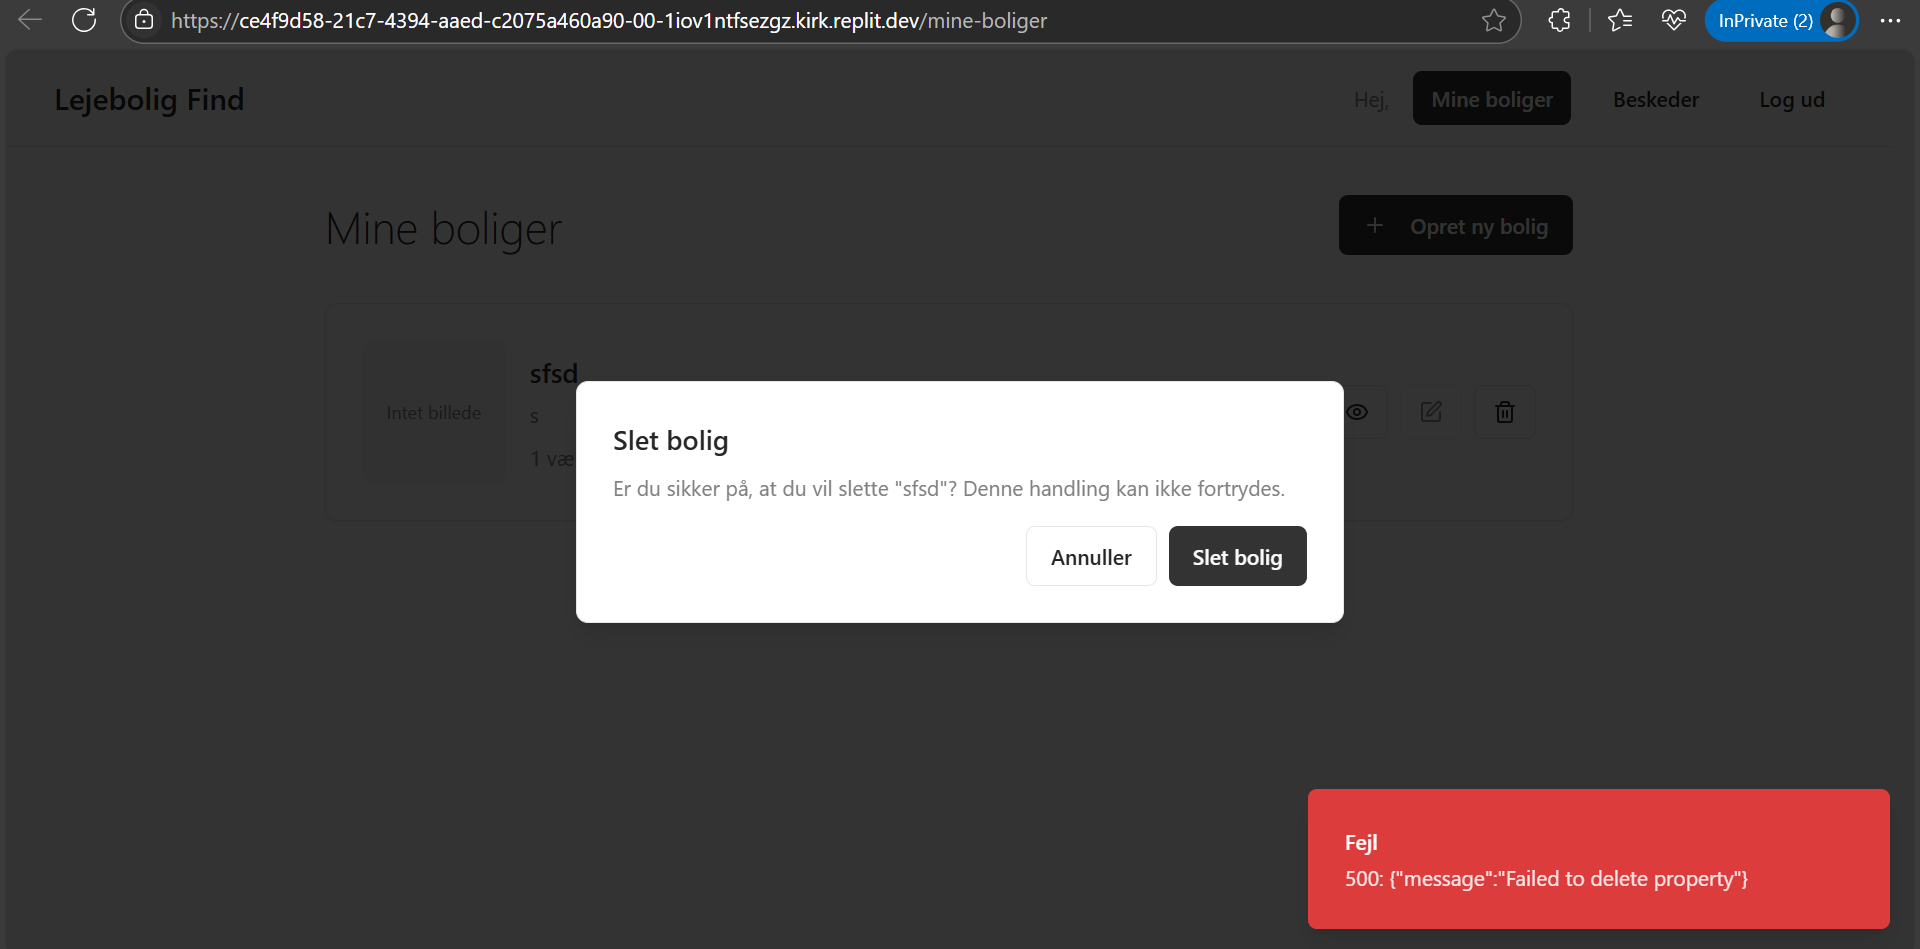 https://ce4f9d58-21c7-4394-aaed-c2075a460a90-00-1iov1ntfsezgz.kirk.replit.dev/mine-boliger
InPrivate (2)
Lejebolig Find
Hej,
Mine boliger
Beskeder
Log ud
Mine boliger
+ Opret ny bolig
Intet billede
sfsd
s
1 væ
Slet bolig
Er du sikker på, at du vil slette "sfsd"? Denne handling kan ikke fortrydes.
Annuller
Slet bolig
Fejl
500: {"message":"Failed to delete property"}